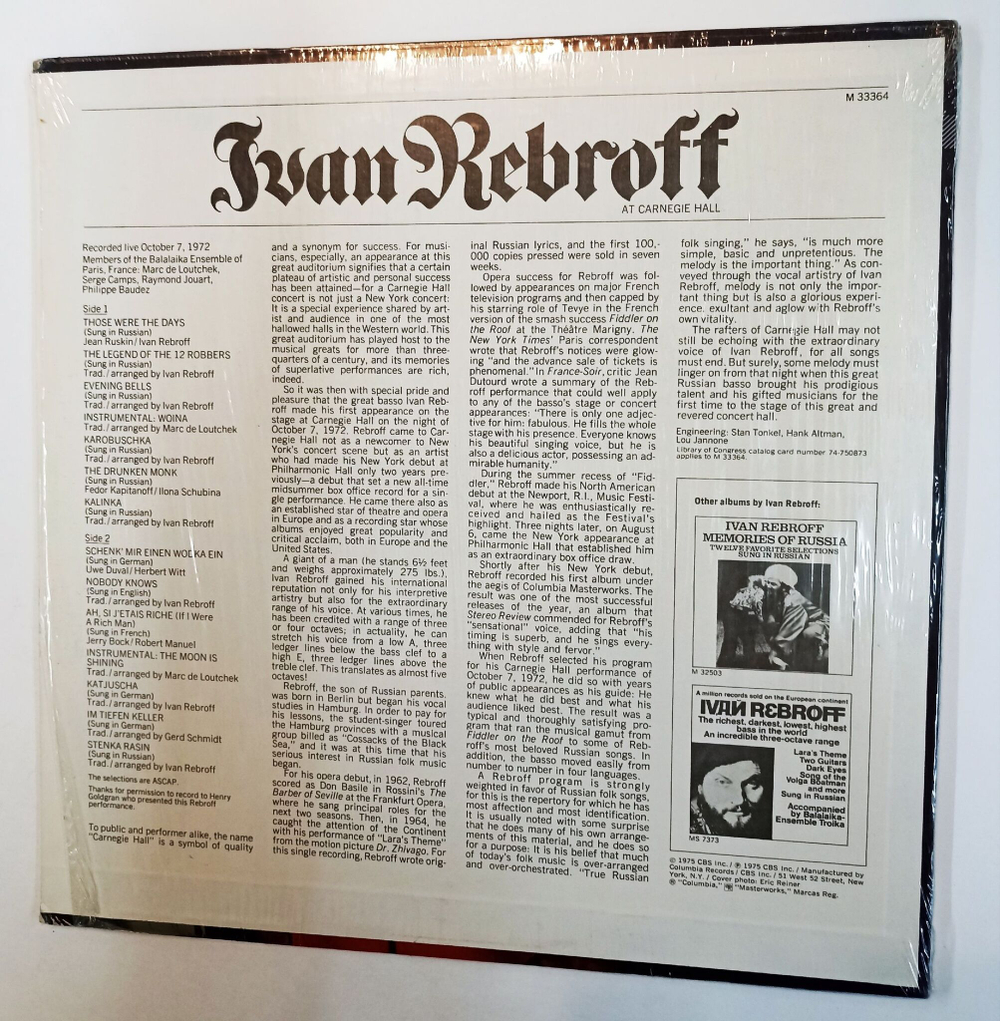 M 33364
Ivan Rebroff
AT CARNEGIE HALL
Recorded live October 7, 1972
Members of the Balalaika Ensemble of
Paris, France: Marc de Loutchek,
Serge Camps, Raymond Jouart,
Philippe Baudez
Side 1
THOSE WERE THE DAYS
(Sung in Russian)
Jean Ruskin/Ivan Rebroff
THE LEGEND OF THE 12 ROBBERS
(Sung in Russian)
Trad./arranged by Ivan Rebroff
EVENING BELLS
(Sung in Russian)
Trad./arranged by Ivan Rebroff
INSTRUMENTAL: WOINA
Trad./arranged by Marc de Loutchek
KAROBUSCHKA
(Sung in Russian)
Trad./arranged by Ivan Rebroff
THE DRUNKEN MONK
(Sung in Russian)
Fedor Kapitanoff/Ilona Schubina
KALINKA
(Sung in Russian)
Trad./arranged by Ivan Rebroff
Side 2
SCHENK' MIR EINEN WODKA EIN
(Sung in German)
Uwe Duval/Herbert Witt
NOBODY KNOWS
(Sung in English)
Trad./arranged by Ivan Rebroff
AH, SI J'ETAIS RICHE (If I Were
A Rich Man)
(Sung in French)
Jerry Bock/Robert Manuel
INSTRUMENTAL: THE MOON IS
SHINING
Trad./arranged by Marc de Loutchek
KATJUSCHA
(Sung in German)
Trad./arranged by Ivan Rebroff
IM TIEFEN KELLER
(Sung in German)
Trad./arranged by Gerd Schmidt
STENKA RASIN
(Sung in Russian)
Trad./arranged by Ivan Rebroff
The selections are ASCAP.
Thanks for permission to record to Henry
Goldgran who presented this Rebroff
performance.
To public and performer alike, the name
"Carnegie Hall" is a symbol of quality
and a synonym for success. For musi-
cians, especially, an appearance at this
great auditorium signifies that a certain
plateau of artistic and personal success
has been attained—for a Carnegie Hall
concert is not just a New York concert:
It is a special experience shared by art-
ist and audience in one of the most
hallowed halls in the Western world. This
great auditorium has played host to the
musical greats for more than three-
quarters of a century, and its memories
of superlative performances are rich,
indeed.
So it was then with special pride and
pleasure that the great basso Ivan Reb-
roff made his first appearance on the
stage at Carnegie Hall on the night of
October 7, 1972. Rebroff came to Car-
negie Hall not as a newcomer to New
York's concert scene but as an artist
who had made his New York debut at
Philharmonic Hall only two years pre-
viously—a debut that set a new all-time
midsummer box office record for a sin-
gle performance. He came there also as
an established star of theatre and opera
in Europe and as a recording star whose
albums enjoyed great popularity and
critical acclaim, both in Europe and the
United States.
A giant of a man (he stands 6½ feet
and weighs approximately 275 lbs.),
Ivan Rebroff gained his international
reputation not only for his interpretive
artistry but also for the extraordinary
range of his voice. At various times, he
has been credited with a range of three
or four octaves; in actuality, he can
stretch his voice from a low A, three
ledger lines below the bass clef to a
high E, three ledger lines above the
treble clef. This translates as almost five
octaves!
Rebroff, the son of Russian parents.
was born in Berlin but began his vocal
studies in Hamburg. In order to pay for
his lessons, the student-singer toured
the Hamburg provinces with a musical
group billed as "Cossacks of the Black
Sea," and it was at this time that his
serious interest in Russian folk music
began.
For his opera debut, in 1962, Rebroff
scored as Don Basile in Rossini's The
Barber of Seville at the Frankfurt Opera,
where he sang principal roles for the
next two seasons. Then, in 1964, he
caught the attention of the Continent
with his performance of "Lara's Theme"
from the motion picture Dr. Zhivago. For
this single recording, Rebroff wrote orig-
inal Russian lyrics, and the first 100,-
000 copies pressed were sold in seven
weeks.
Opera success for Rebroff was fol-
lowed by appearances on major French
television programs and then capped by
his starring role of Tevye in the French
version of the smash success Fiddler on
the Roof at the Théâtre Marigny. The
New York Times' Paris correspondent
wrote that Rebroff's notices were glow-
ing "and the advance sale of tickets is
phenomenal." In France-Soir, critic Jean
Dutourd wrote a summary of the Reb-
roff performance that could well apply
to any of the basso's stage or concert
appearances: "There is only one adjec-
tive for him: fabulous. He fills the whole
stage with his presence. Everyone knows
his beautiful singing voice, but he is
also a delicious actor, possessing an ad-
mirable humanity."
During the summer recess of "Fid-
dler," Rebroff made his North American
debut at the Newport, R.I., Music Festi-
val, where he was enthusiastically re-
ceived and hailed as the Festival's
highlight. Three nights later, on August
6, came the New York appearance at
Philharmonic Hall that established him
as an extraordinary box office draw.
Shortly after his New York debut,
Rebroff recorded his first album under
the aegis of Columbia Masterworks. The
result was one of the most successful
releases of the year, an album that
Stereo Review commended for Rebroff's
"sensational" voice, adding that "his
timing is superb, and he sings every-
thing with style and fervor."
When Rebroff selected his program
for his Carnegie Hall performance of
October 7, 1972, he did so with years
of public appearances as his guide: He
knew what he did best and what his
audience liked best. The result was a
typical and thoroughly satisfying pro-
gram that ran the musical gamut from
Fiddler on the Roof to some of Reb-
roff's most beloved Russian songs. In
addition, the basso moved easily from
number to number in four languages.
A Rebroff program is strongly
weighted in favor of Russian folk songs,
for this is the repertory for which he has
most affection and most identification.
It is usually noted with some surprise
that he does many of his own arrange-
ments of this material, and he does so
for a purpose: It is his belief that much
of today's folk music is over-arranged
and over-orchestrated. "True Russian
folk singing," he says, "is much more
simple, basic and unpretentious. The
melody is the important thing." As con-
veyed through the vocal artistry of Ivan
Rebroff, melody is not only the impor-
tant thing but is also a glorious experi-
ence. exultant and aglow with Rebroff's
own vitality.
The rafters of Carnegie Hall may not
still be echoing with the extraordinary
voice of Ivan Rebroff, for all songs
must end. But surely, some melody must
linger on from that night when this great
Russian basso brought his prodigious
talent and his gifted musicians for the
first time to the stage of this great and
revered concert hall.
Engineering: Stan Tonkel, Hank Altman,
Lou Jannone
Library of Congress catalog card number 74-750873
applies to M 33364.
Other albums by Ivan Rebroff:
IVAN REBROFF
MEMORIES OF RUSSIA
TWELVE FAVORITE SELECTIONS
SUNG IN RUSSIAN
M 32503
A million records sold on the European continent
IVAN REBROFF
The richest, darkest, lowest, highest
bass in the world
An incredible three-octave range
Lara's Theme
Two Guitars
Dark Eyes
Song of the
Volga Boatman
and more
Sung in Russian
Accompanied
by Balalaika-
Ensemble Troika
MS 7373
© 1975 CBS Inc./℗ 1975 CBS Inc./Manufactured by
Columbia Records/CBS Inc./51 West 52 Street, New
York, N.Y./Cover photo: Eric Reiner
® "Columbia," "Masterworks," Marcas Reg.